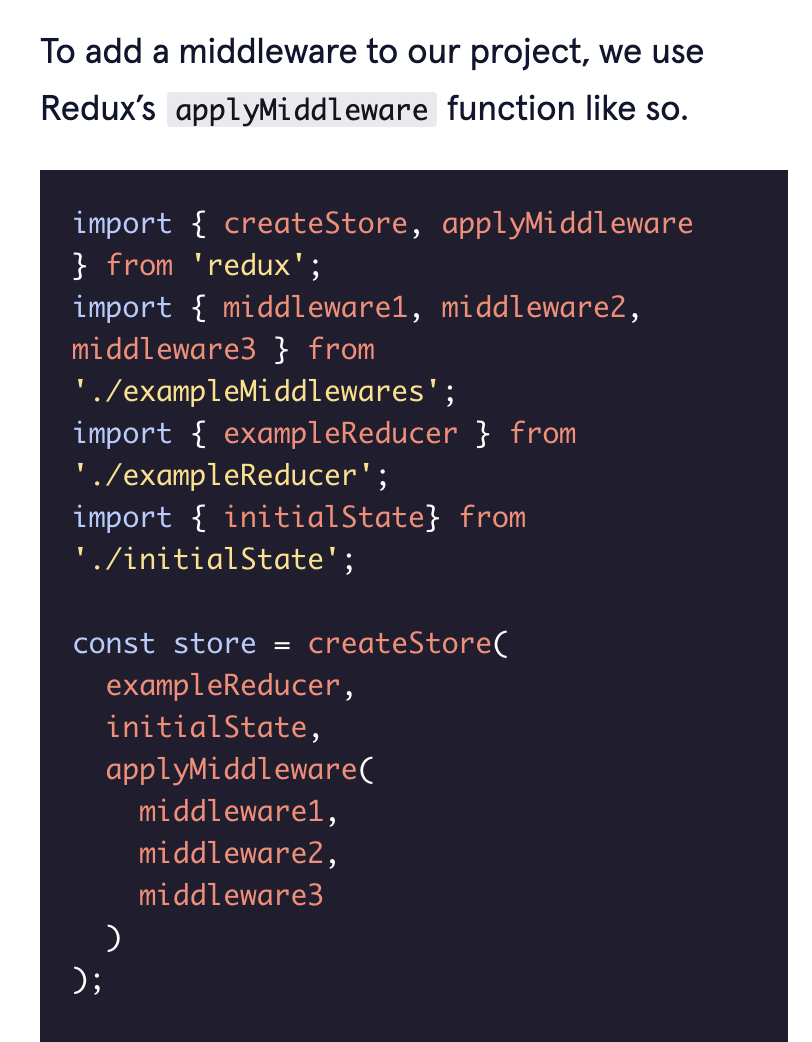 To add a middleware to our project, we use
Redux’s applyMiddleware function like so.
import { createStore, applyMiddleware
} from 'redux';
import { middleware1, middleware2,
middleware3 } from
'./exampleMiddlewares';
import { exampleReducer } from
'./exampleReducer';
import { initialState} from
'./initialState';
const store = createStore(
  exampleReducer,
  initialState,
  applyMiddleware(
    middleware1,
    middleware2,
    middleware3
  )
);